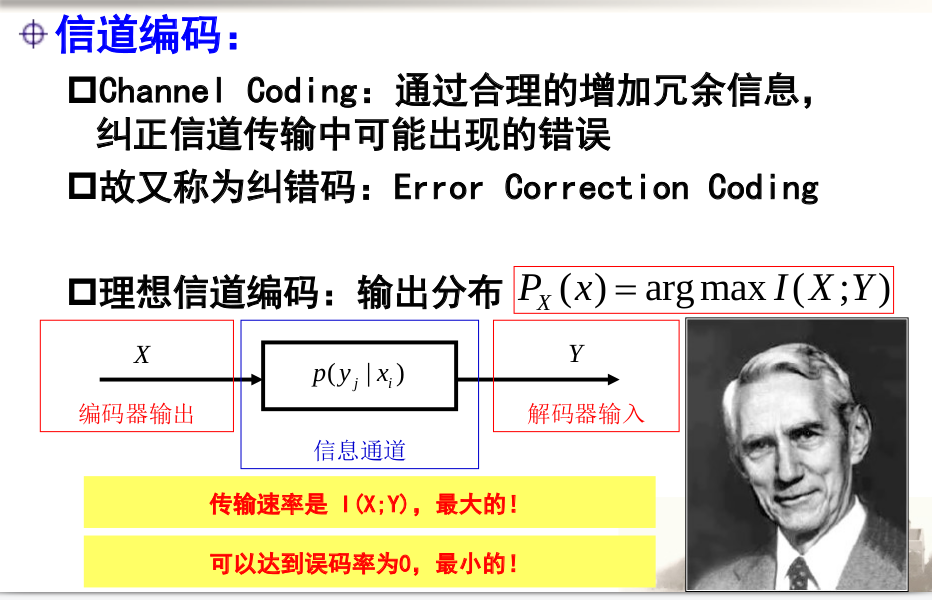 信道编码：
Channel Coding：通过合理的增加冗余信息，
纠正信道传输中可能出现的错误
故又称为纠错码：Error Correction Coding
理想信道编码：输出分布 P_X(x) = arg max I(X;Y)
X
p(y_j | x_i)
Y
编码器输出
信息通道
解码器输入
传输速率是 I(X;Y)，最大的！
可以达到误码率为0，最小的！